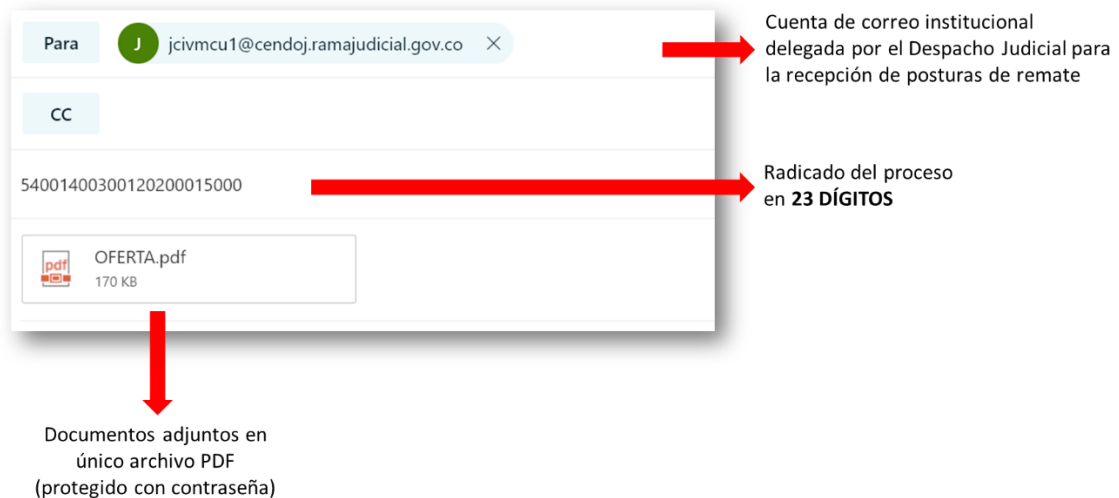 Para
J
jcivmcu1@cendoj.ramajudicial.gov.co
Cuenta de correo institucional
delegada por el Despacho Judicial para
la recepción de posturas de remate
CC
54001400300120200015000
Radicado del proceso
en 23 DÍGITOS
pdf
OFERTA.pdf
170 KB
Documentos adjuntos en
único archivo PDF
(protegido con contraseña)